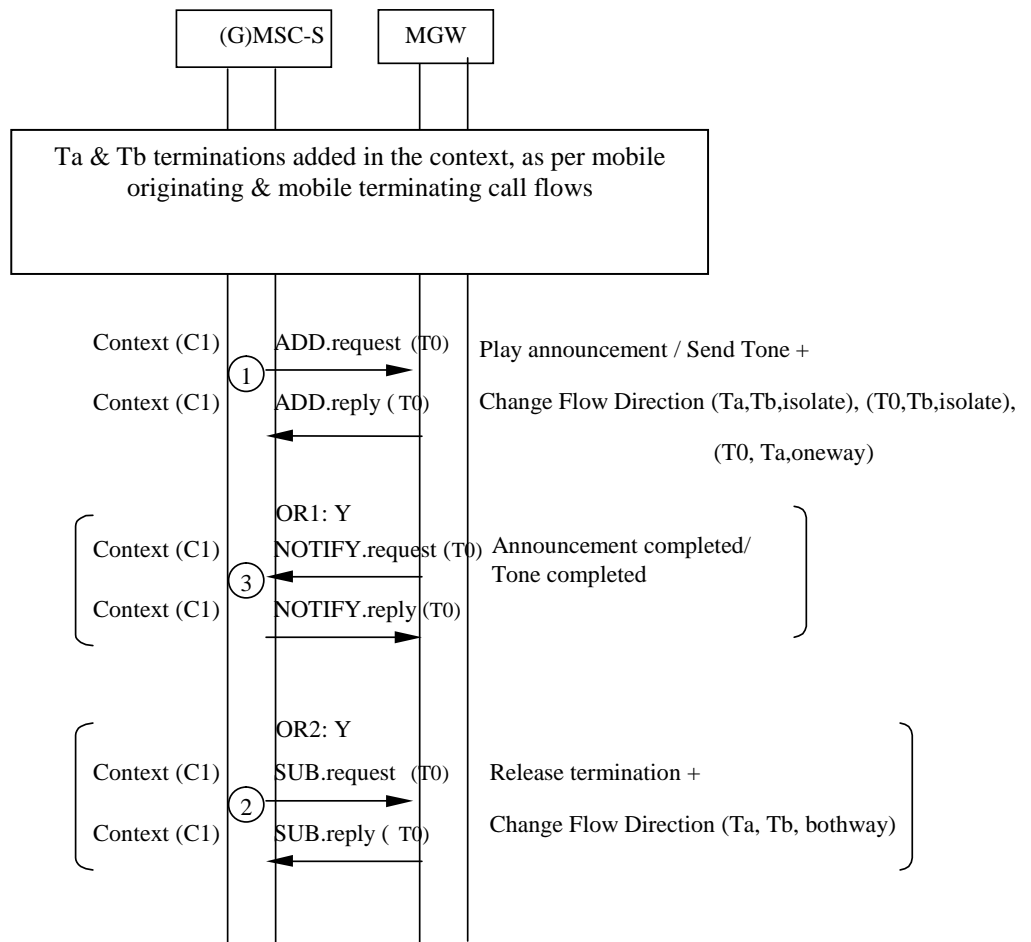 (G)MSC-S
MGW
Ta & Tb terminations added in the context, as per mobile
originating & mobile terminating call flows
Context (C1)
ADD.request (T0)
1
Play announcement / Send Tone +
Context (C1)
ADD.reply ( T0)
Change Flow Direction (Ta,Tb,isolate), (T0,Tb,isolate),
(T0, Ta,oneway)
OR1: Y
Context (C1)
NOTIFY.request (T0)
Announcement completed/
Tone completed
3
Context (C1)
NOTIFY.reply (T0)
OR2: Y
Context (C1)
SUB.request (T0)
Release termination +
2
Context (C1)
SUB.reply ( T0)
Change Flow Direction (Ta, Tb, bothway)